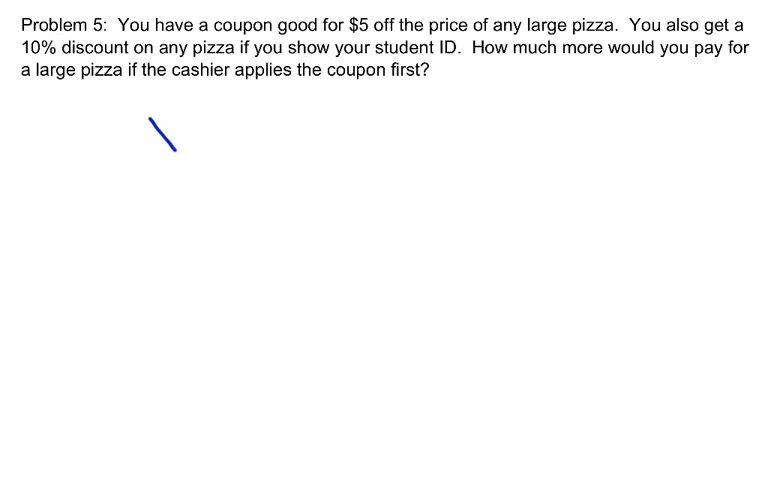 Problem 5:  You have a coupon good for $5 off the price of any large pizza.  You also get a
10% discount on any pizza if you show your student ID.  How much more would you pay for
a large pizza if the cashier applies the coupon first?